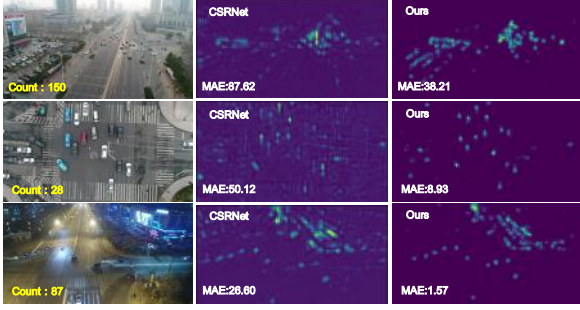 CSRNet
Ours
Count : 150
MAE:87.62
MAE:38.21
CSRNet
Ours
Count : 28
MAE:50.12
MAE:8.93
CSRNet
Ours
Count : 87
MAE:26.60
MAE:1.57